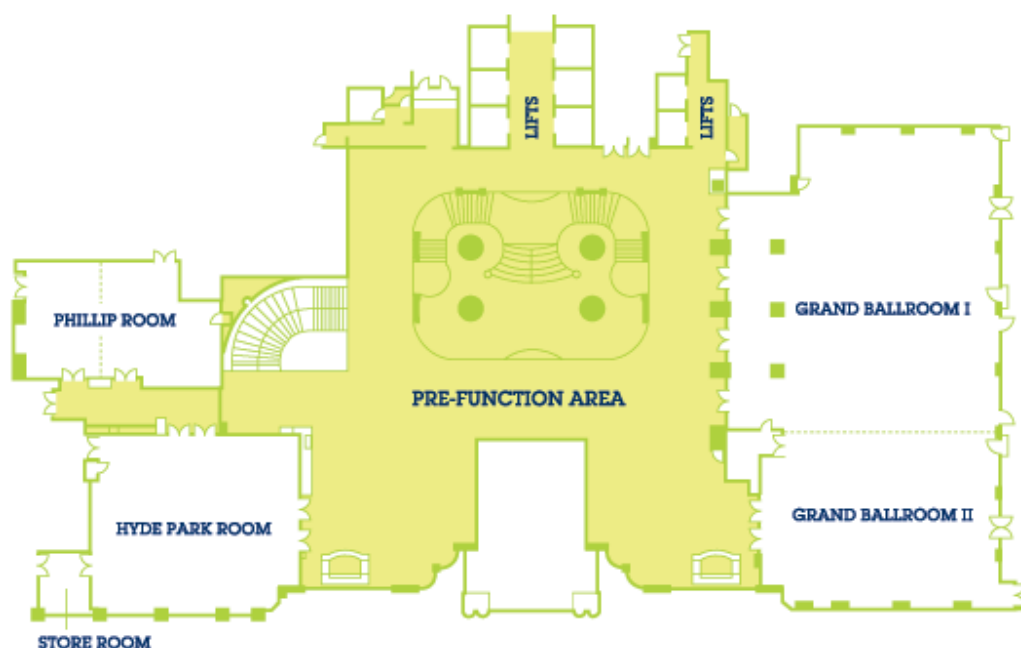 LIFTS
LIFTS
PHILLIP ROOM
GRAND BALLROOM I
PRE-FUNCTION AREA
HYDE PARK ROOM
GRAND BALLROOM II
STORE ROOM